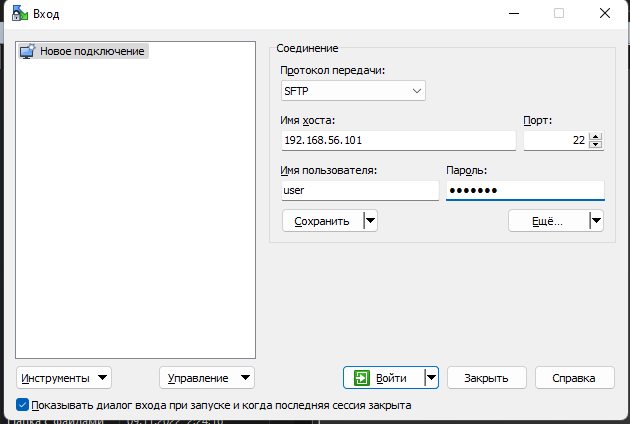 Вход
Новое подключение
Соединение
Протокол передачи:
SFTP
Имя хоста:
Порт:
192.168.56.101
22
Имя пользователя:
Пароль:
user
•••••••
Сохранить
Ещё...
Инструменты
Управление
Войти
Закрыть
Справка
Показывать диалог входа при запуске и когда последняя сессия закрыта